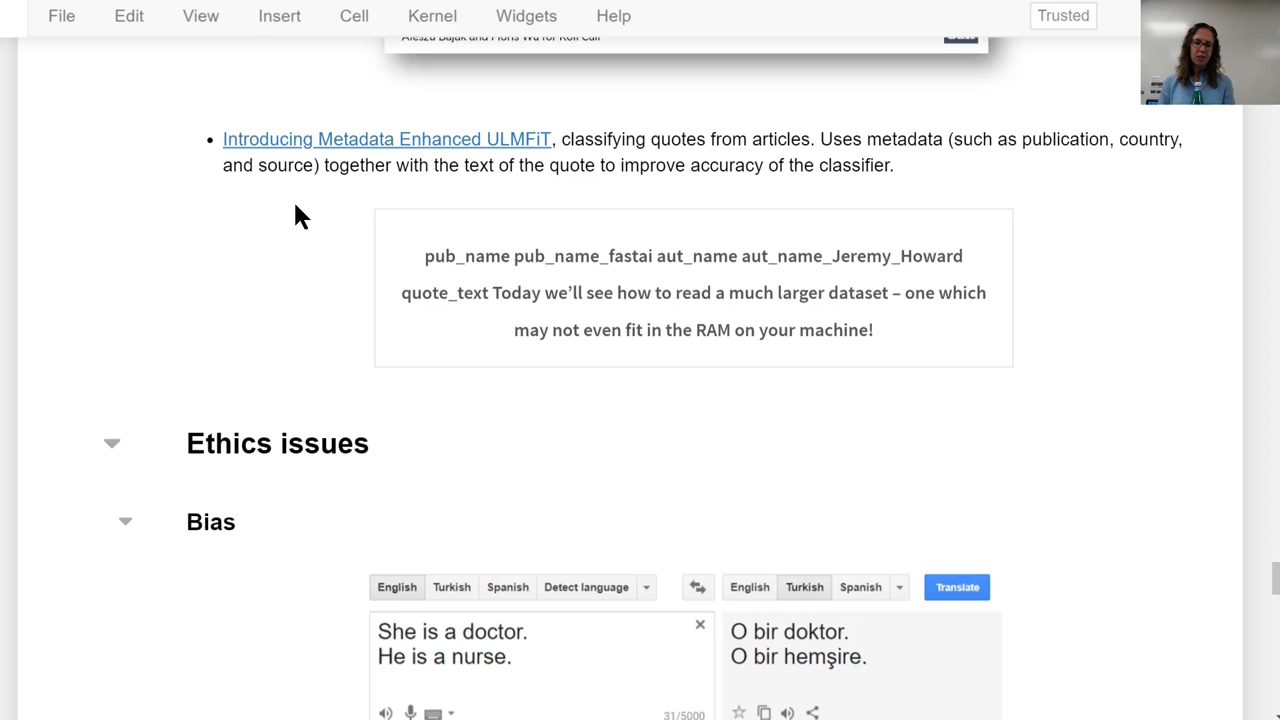 File Edit View Insert Cell Kernel Widgets Help Trusted
Introducing Metadata Enhanced ULMFiT, classifying quotes from articles. Uses metadata (such as publication, country,
and source) together with the text of the quote to improve accuracy of the classifier.
pub_name pub_name_fastai aut_name aut_name_Jeremy_Howard
quote_text Today we’ll see how to read a much larger dataset – one which
may not even fit in the RAM on your machine!
Ethics issues
Bias
English Turkish Spanish Detect language English Turkish Spanish Translate
She is a doctor.
He is a nurse.
31/5000
O bir doktor.
O bir hemşire.